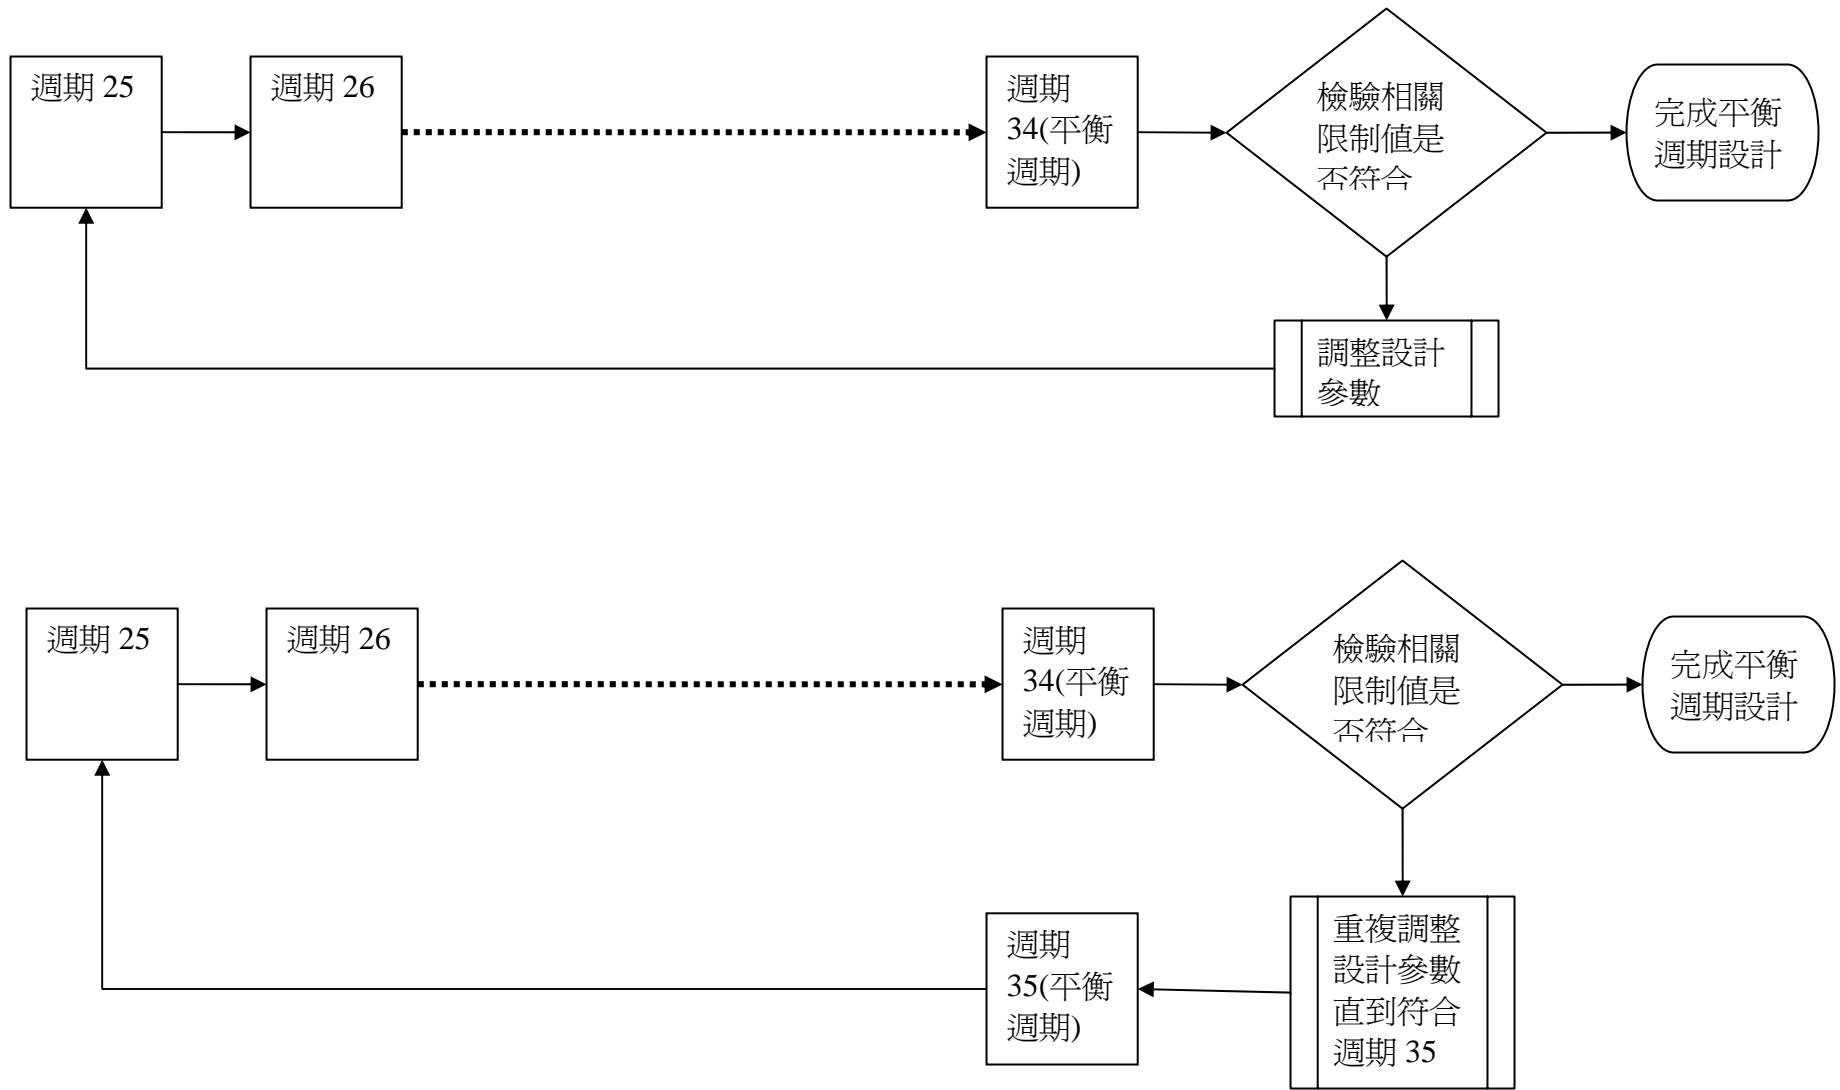 週期 25
週期 26
週期
34(平衡
週期)
檢驗相關
限制值是
否符合
完成平衡
週期設計
調整設計
參數
週期 25
週期 26
週期
34(平衡
週期)
檢驗相關
限制值是
否符合
完成平衡
週期設計
週期
35(平衡
週期)
重複調整
設計參數
直到符合
週期 35